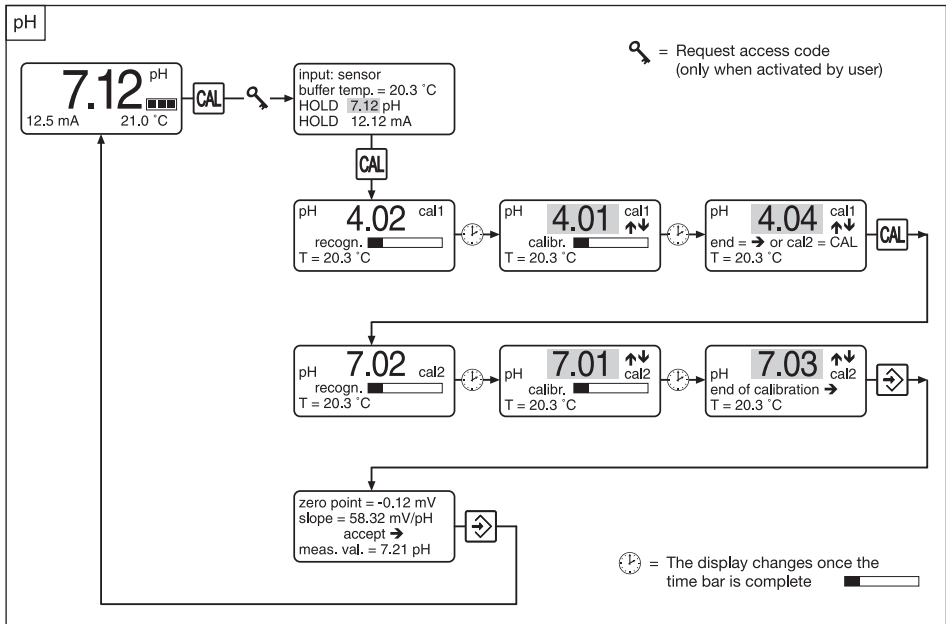 pH
7.12 pH
12.5 mA 21.0 °C
CAL
input: sensor
buffer temp. = 20.3 °C
HOLD 7.12 pH
HOLD 12.12 mA
= Request access code
(only when activated by user)
CAL
pH 4.02 cal1
recogn.
T = 20.3 °C
pH 4.01 cal1
calibr.
T = 20.3 °C
pH 4.04 cal1
end = → or cal2 = CAL
T = 20.3 °C
CAL
pH 7.02 cal2
recogn.
T = 20.3 °C
pH 7.01 cal2
calibr.
T = 20.3 °C
pH 7.03 cal2
end of calibration →
T = 20.3 °C
zero point = -0.12 mV
slope = 58.32 mV/pH
accept →
meas. val. = 7.21 pH
= The display changes once the
time bar is complete